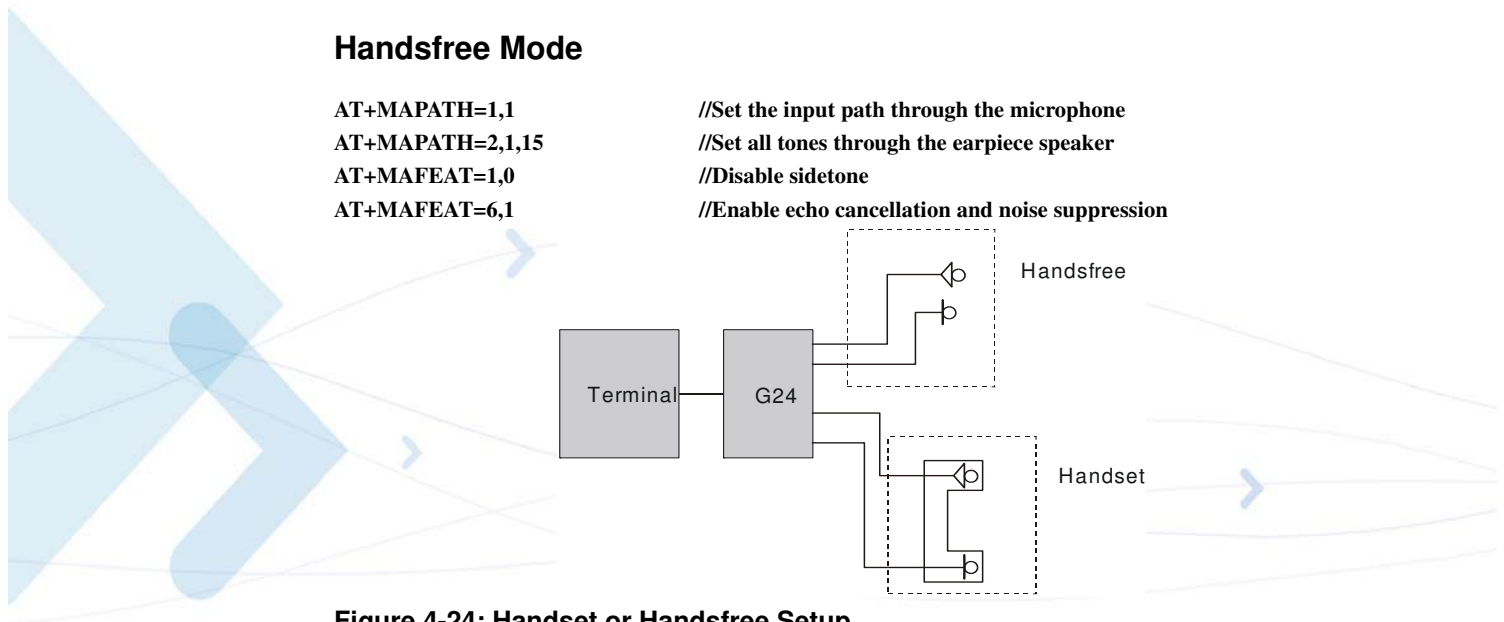 Handsfree Mode
AT+MAPATH=1,1 //Set the input path through the microphone
AT+MAPATH=2,1,15 //Set all tones through the earpiece speaker
AT+MAFEAT=1,0 //Disable sidetone
AT+MAFEAT=6,1 //Enable echo cancellation and noise suppression
Handsfree
Terminal G24
Handset
Figure 4-24: Handset or Handsfree Setup